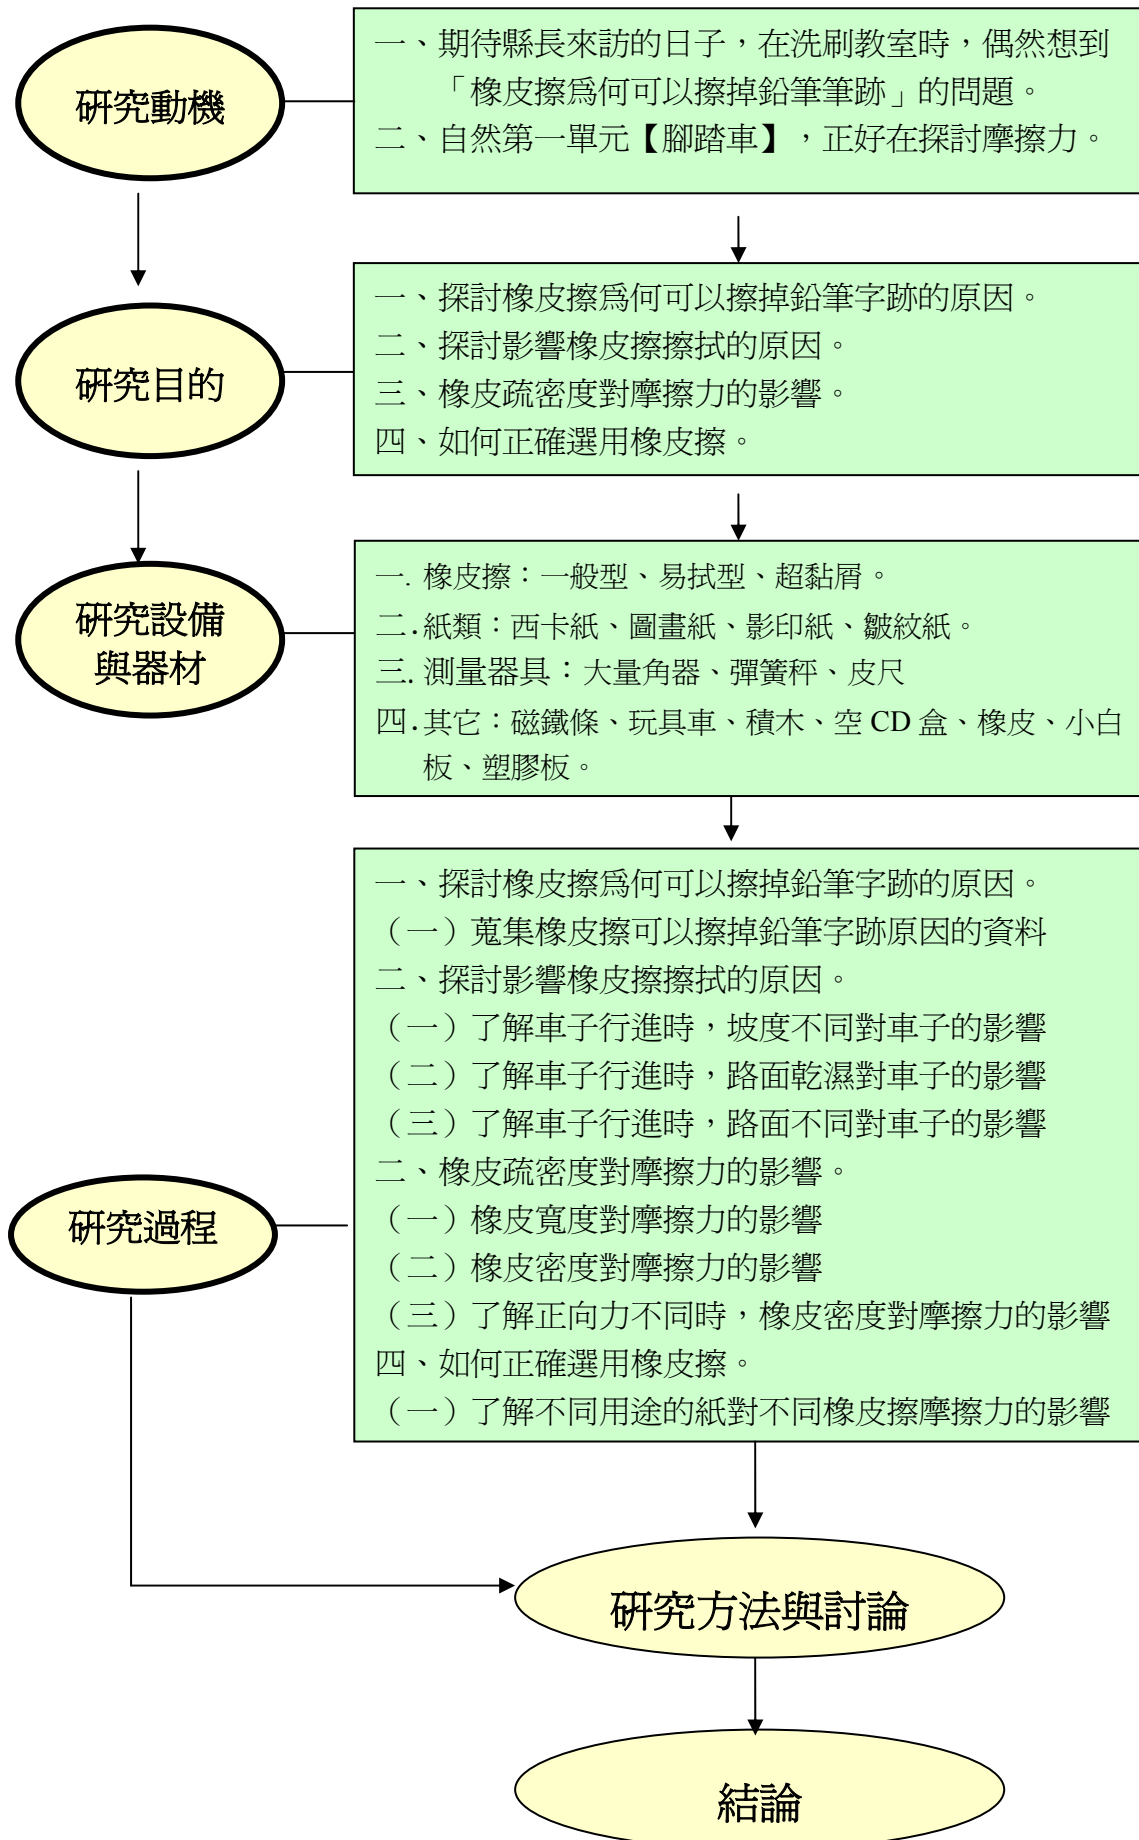 研究動機
一、期待縣長來訪的日子，在洗刷教室時，偶然想到
「橡皮擦為何可以擦掉鉛筆筆跡」的問題。
二、自然第一單元【腳踏車】，正好在探討摩擦力。
研究目的
一、探討橡皮擦為何可以擦掉鉛筆字跡的原因。
二、探討影響橡皮擦擦拭的原因。
三、橡皮疏密度對摩擦力的影響。
四、如何正確選用橡皮擦。
研究設備
與器材
一. 橡皮擦：一般型、易拭型、超黏屑。
二.紙類：西卡紙、圖畫紙、影印紙、皺紋紙。
三. 測量器具：大量角器、彈簧秤、皮尺
四.其它：磁鐵條、玩具車、積木、空 CD 盒、橡皮、小白
板、塑膠板。
研究過程
一、探討橡皮擦為何可以擦掉鉛筆字跡的原因。
（一）蒐集橡皮擦可以擦掉鉛筆字跡原因的資料
二、探討影響橡皮擦擦拭的原因。
（一）了解車子行進時，坡度不同對車子的影響
（二）了解車子行進時，路面乾濕對車子的影響
（三）了解車子行進時，路面不同對車子的影響
二、橡皮疏密度對摩擦力的影響。
（一）橡皮寬度對摩擦力的影響
（二）橡皮密度對摩擦力的影響
（三）了解正向力不同時，橡皮密度對摩擦力的影響
四、如何正確選用橡皮擦。
（一）了解不同用途的紙對不同橡皮擦摩擦力的影響
研究方法與討論
結論